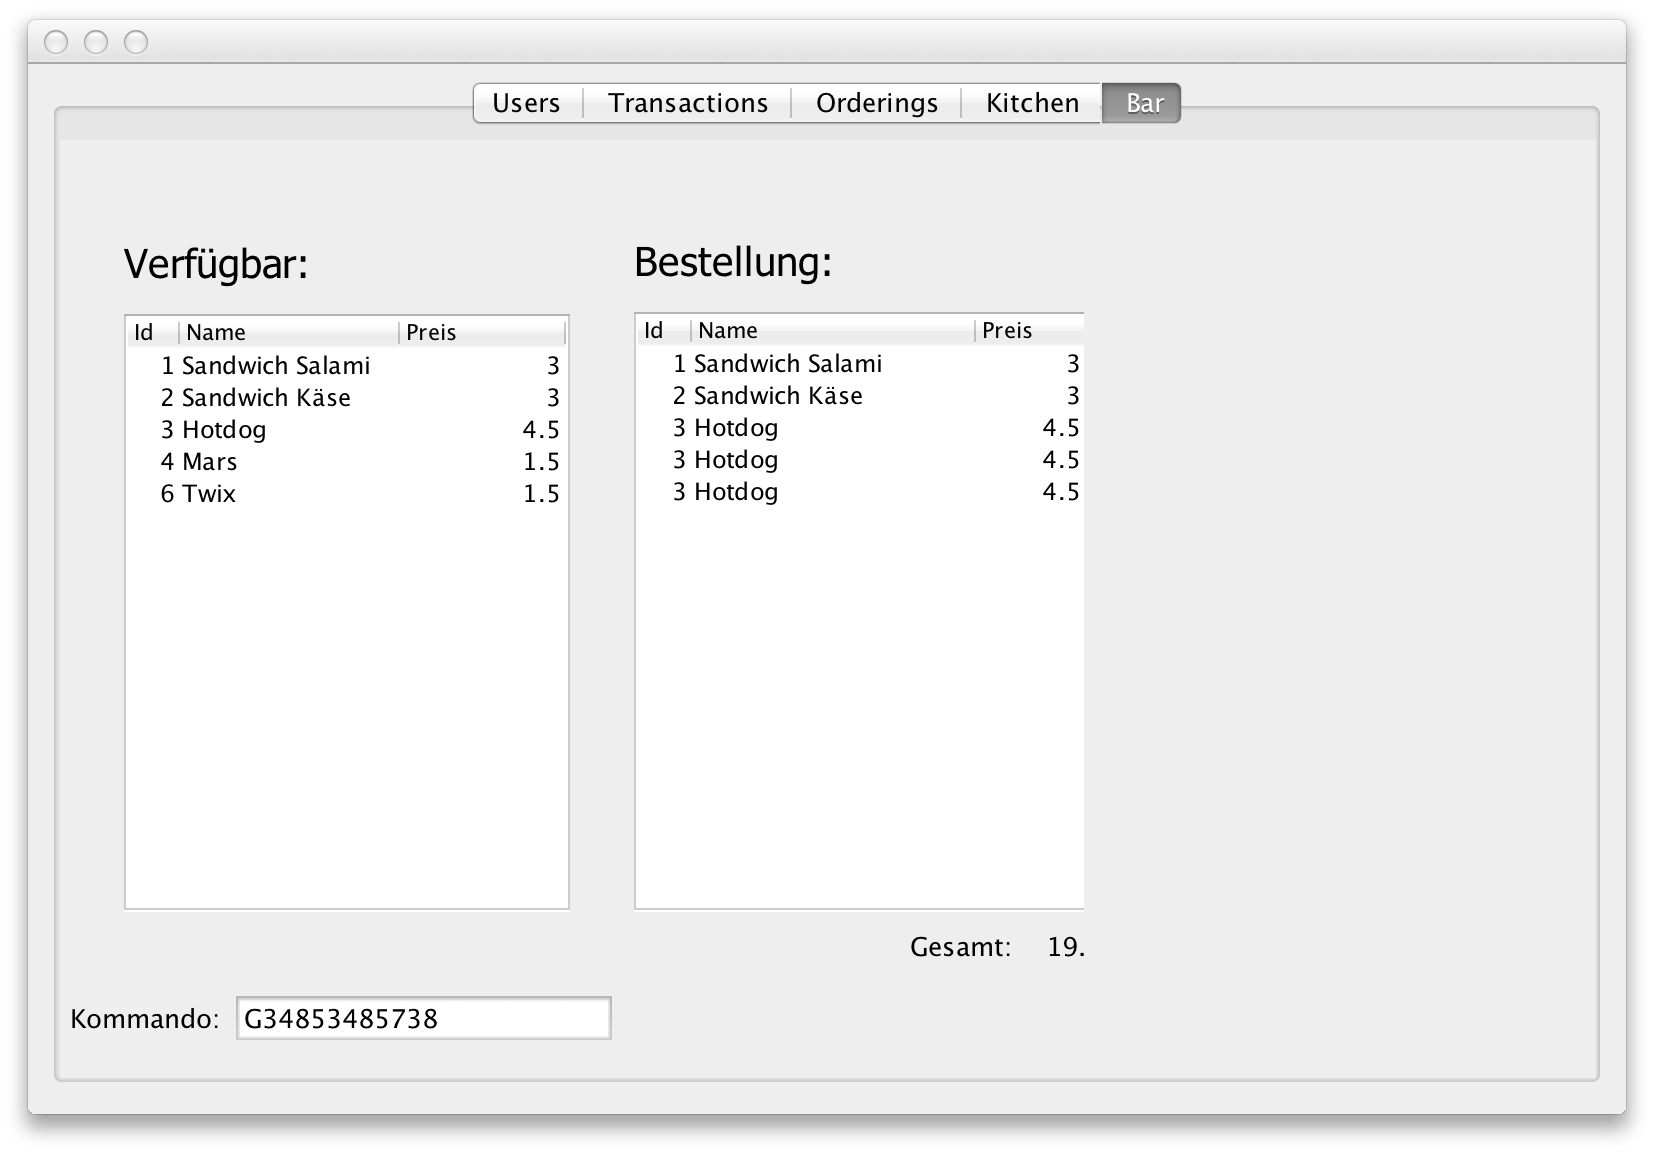 Users Transactions Orderings Kitchen Bar
Verfügbar:
Id Name Preis
1 Sandwich Salami 3
2 Sandwich Käse 3
3 Hotdog 4.5
4 Mars 1.5
6 Twix 1.5
Bestellung:
Id Name Preis
1 Sandwich Salami 3
2 Sandwich Käse 3
3 Hotdog 4.5
3 Hotdog 4.5
3 Hotdog 4.5
Gesamt: 19.
Kommando: G34853485738